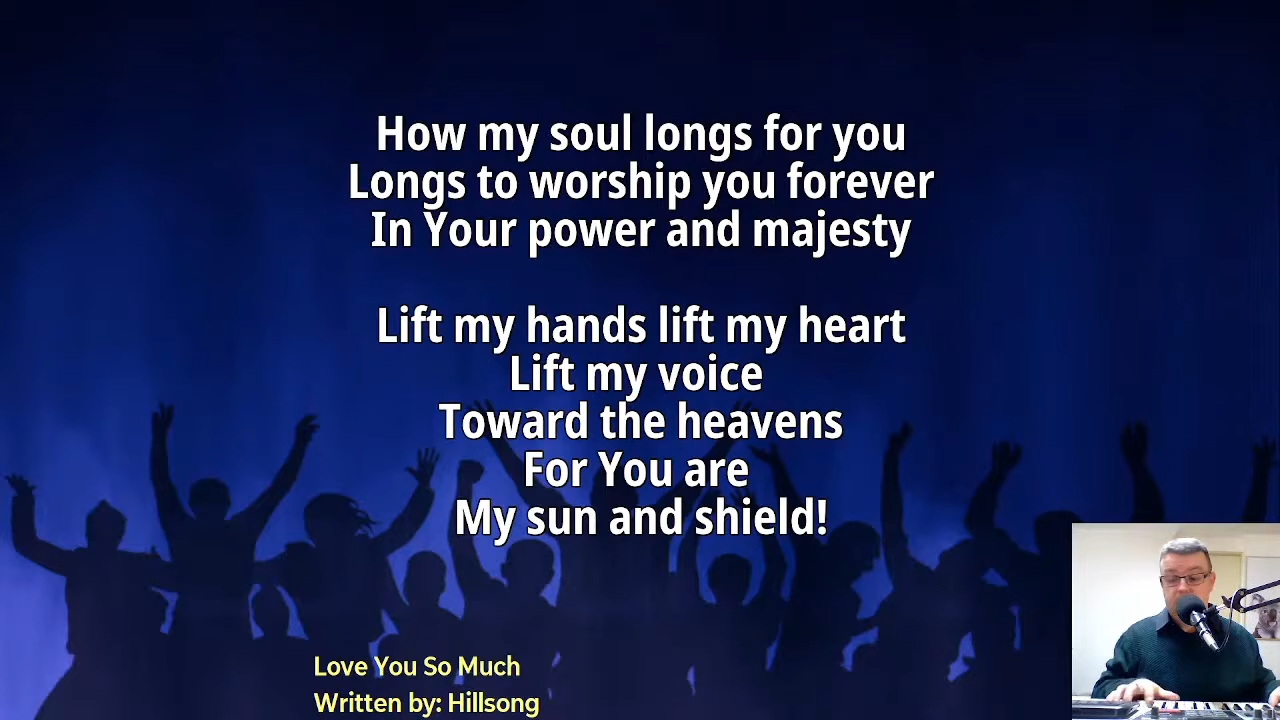 How my soul longs for you
Longs to worship you forever
In Your power and majesty
Lift my hands lift my heart
Lift my voice
Toward the heavens
For You are
My sun and shield!
Love You So Much
Written by: Hillsong